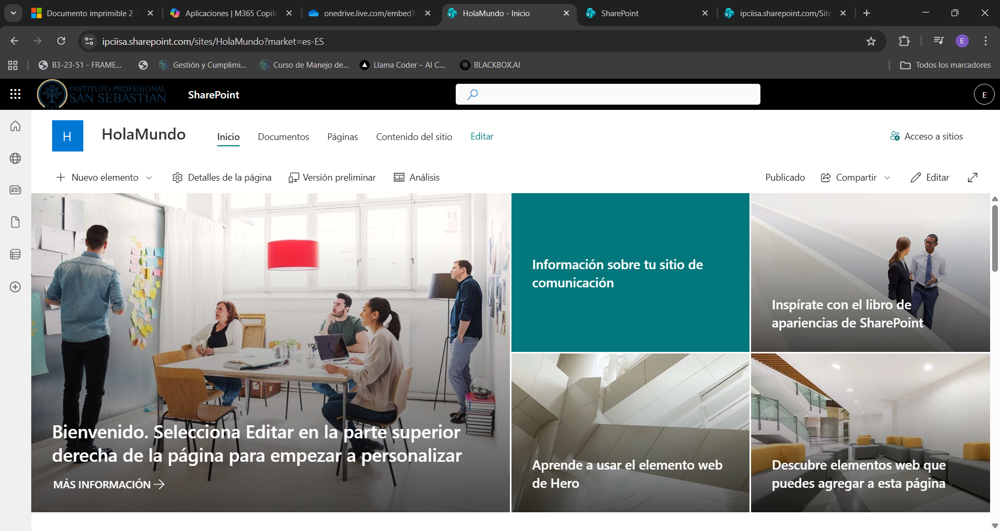 Documento imprimible 2 -
Aplicaciones | M365 Copilo
onedrive.live.com/embed?
HolaMundo - Inicio
SharePoint
ipciisa.sharepoint.com/Site
ipciisa.sharepoint.com/sites/HolaMundo?market=es-ES
E
B3-23-51 - FRAME...
Gestión y Cumplimi...
Curso de Manejo de...
Llama Coder – AI C...
BLACKBOX.AI
Todos los marcadores
INSTITUTO PROFESIONAL
SAN SEBASTIAN
SharePoint
E
H
HolaMundo
Inicio
Documentos
Páginas
Contenido del sitio
Editar
Acceso a sitios
Nuevo elemento
Detalles de la página
Versión preliminar
Análisis
Publicado
Compartir
Editar
Bienvenido. Selecciona Editar en la parte superior
derecha de la página para empezar a personalizar
MÁS INFORMACIÓN
Información sobre tu sitio de
comunicación
Inspírate con el libro de
apariencias de SharePoint
Aprende a usar el elemento web
de Hero
Descubre elementos web que
puedes agregar a esta página